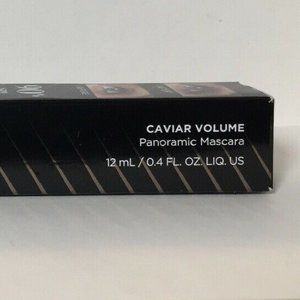 CAVIAR VOLUME
Panoramic Mascara
12 mL / 0.4 FL. OZ. LIQ. US